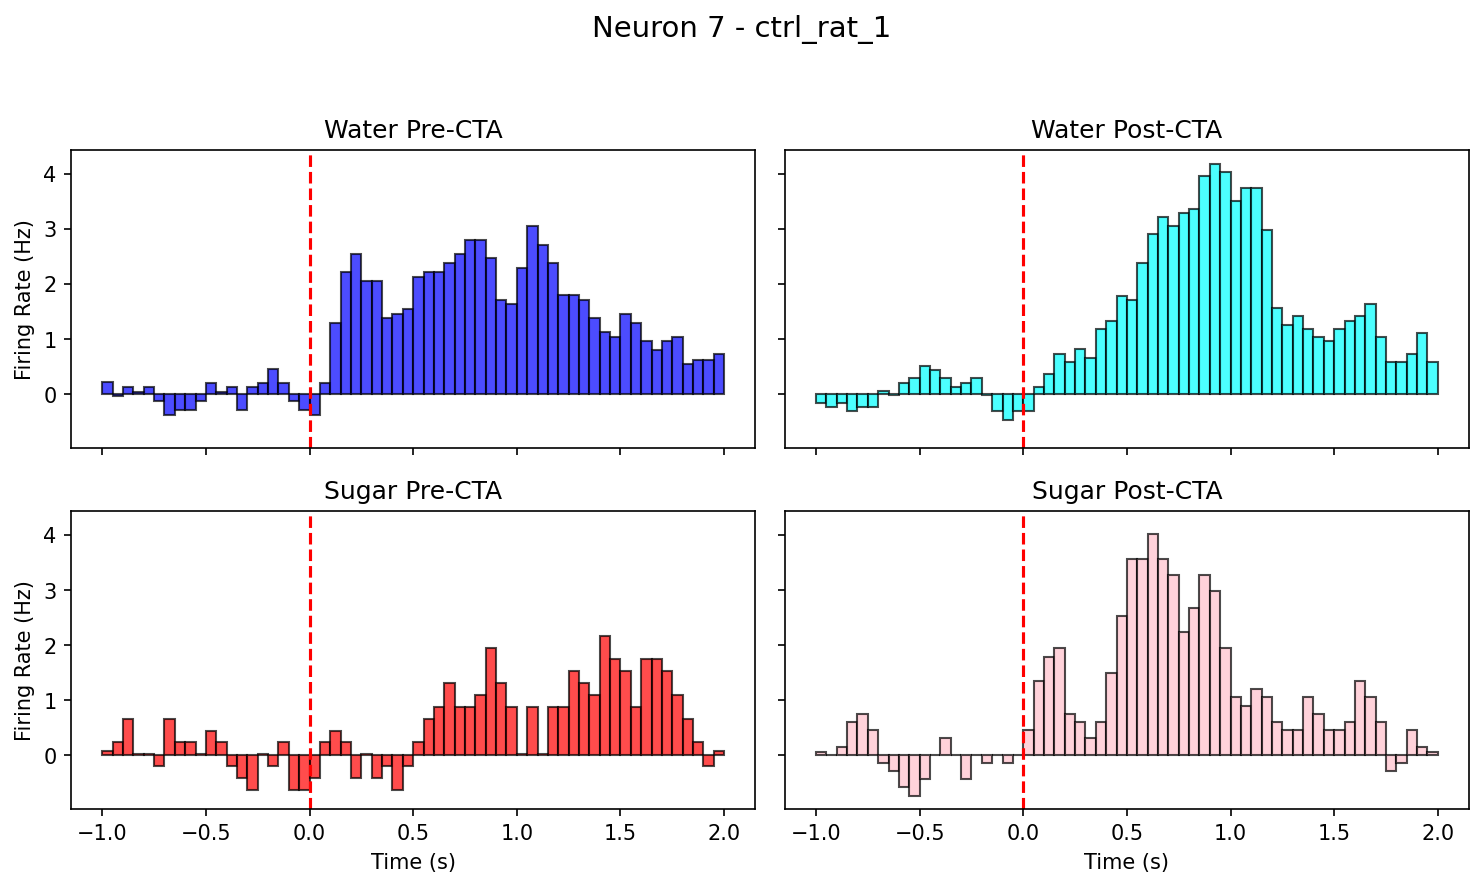 Neuron 7 - ctrl_rat_1
Water Pre-CTA
Water Post-CTA
Firing Rate (Hz)
4
3
2
1
0
Sugar Pre-CTA
Sugar Post-CTA
Firing Rate (Hz)
4
3
2
1
0
−1.0 −0.5 0.0 0.5 1.0 1.5 2.0
−1.0 −0.5 0.0 0.5 1.0 1.5 2.0
Time (s)
Time (s)